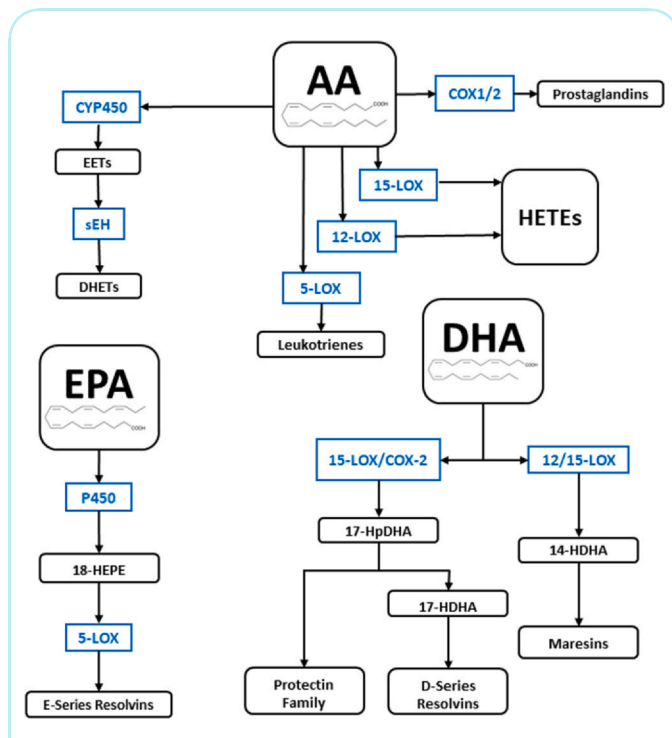 AA
COOH
CYP450
COX1/2
Prostaglandins
EETs
15-LOX
HETEs
sEH
12-LOX
DHETs
5-LOX
Leukotrienes
DHA
COOH
EPA
COOH
15-LOX/COX-2
12/15-LOX
P450
17-HpDHA
14-HDHA
18-HEPE
17-HDHA
5-LOX
Maresins
Protectin
Family
D-Series
Resolvins
E-Series Resolvins